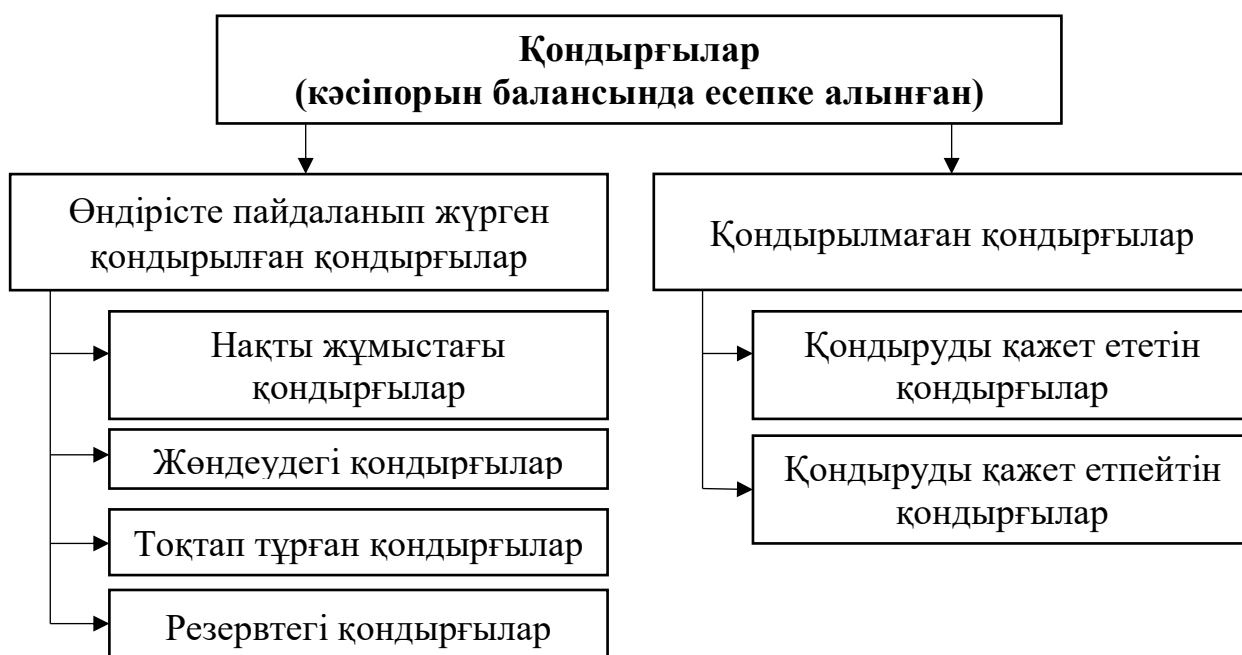 Қондырғылар
(кәсіпорын балансында есепке алынған)
Өндірісте пайдаланып жүрген
қондырылған қондырғылар
Қондырылмаған қондырғылар
Нақты жұмыстағы
қондырғылар
Жөндеудегі қондырғылар
Тоқтап тұрған қондырғылар
Резервтегі қондырғылар
Қондыруды қажет ететін
қондырғылар
Қондыруды қажет етпейтін
қондырғылар